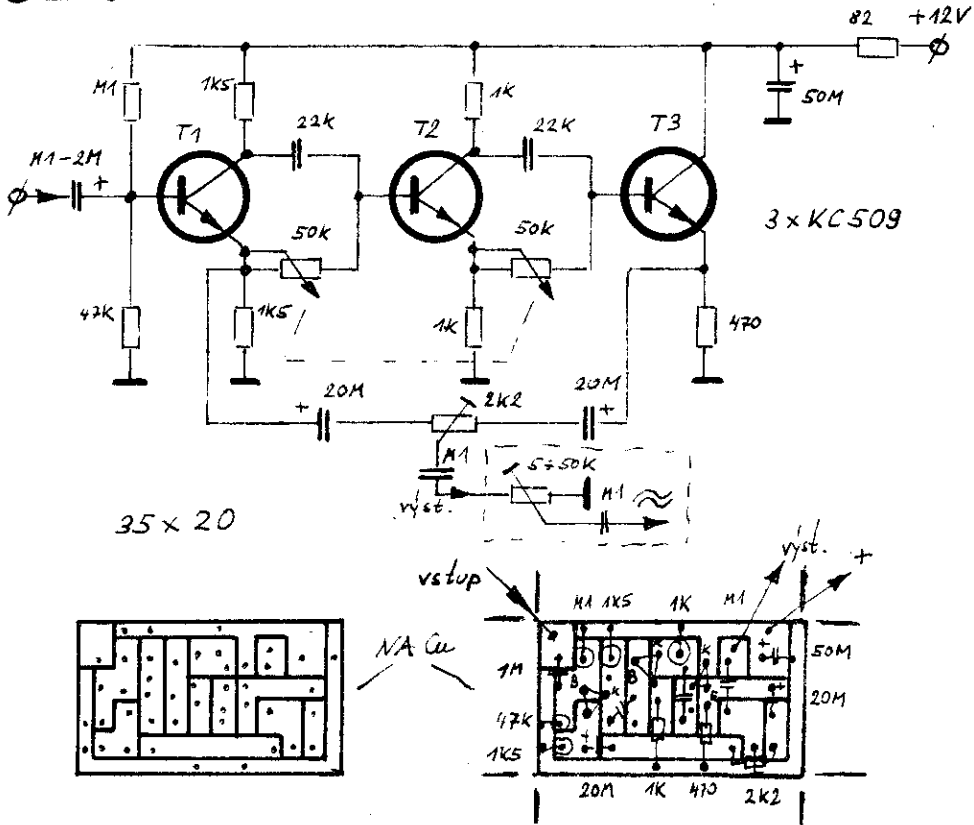 82 +12V
M1
1K5
1K
+
50M
22K
22K
T1
T2
T3
M1-2M
+
3 x KC509
50K
50K
47K
1K5
1K
470
+
20M
2K2
20M
+
M1
5÷50K
M1
výst.
35 x 20
vstup
výst.
+
NA Cu
M1 1K5 1K M1
1M
50M
20M
47K
1K5
20M 1K 470 2K2